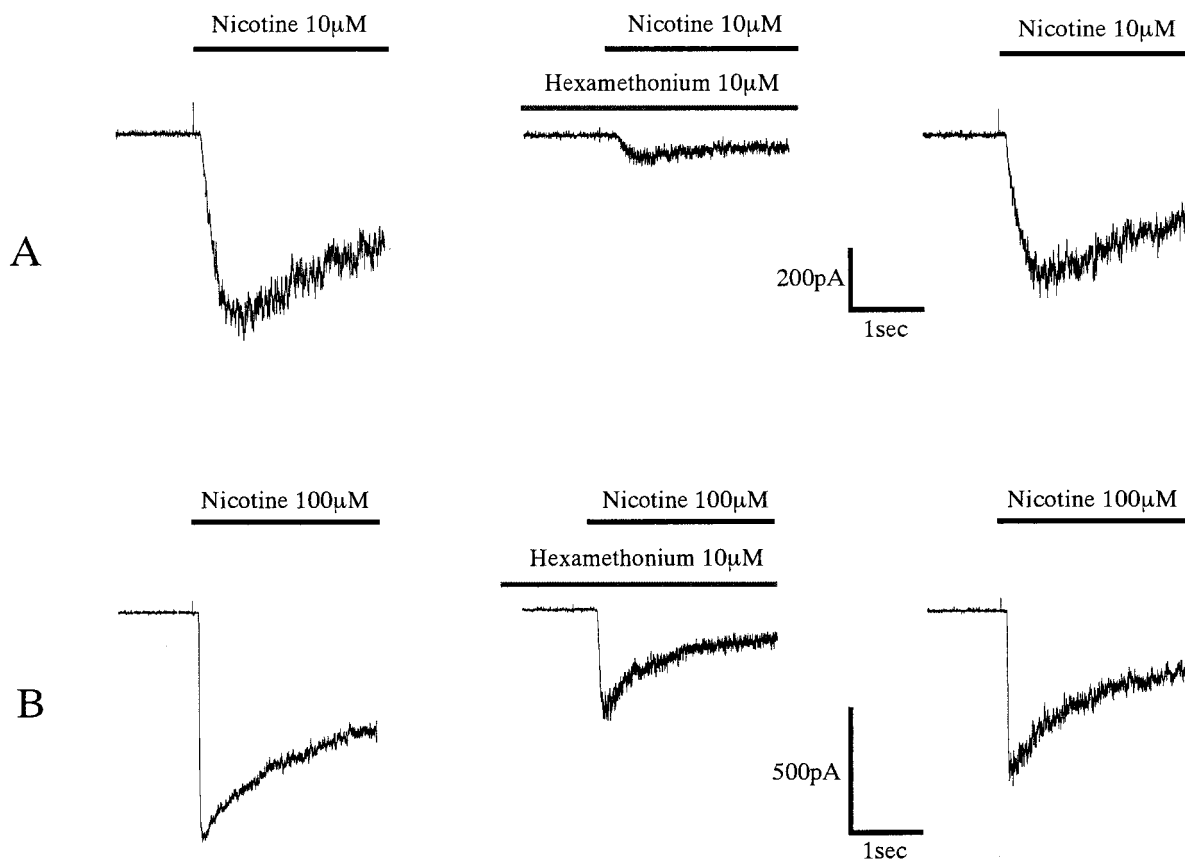 Nicotine 10μM
Nicotine 10μM
Nicotine 10μM
Hexamethonium 10μM
A
200pA
1sec
Nicotine 100μM
Nicotine 100μM
Nicotine 100μM
Hexamethonium 10μM
B
500pA
1sec